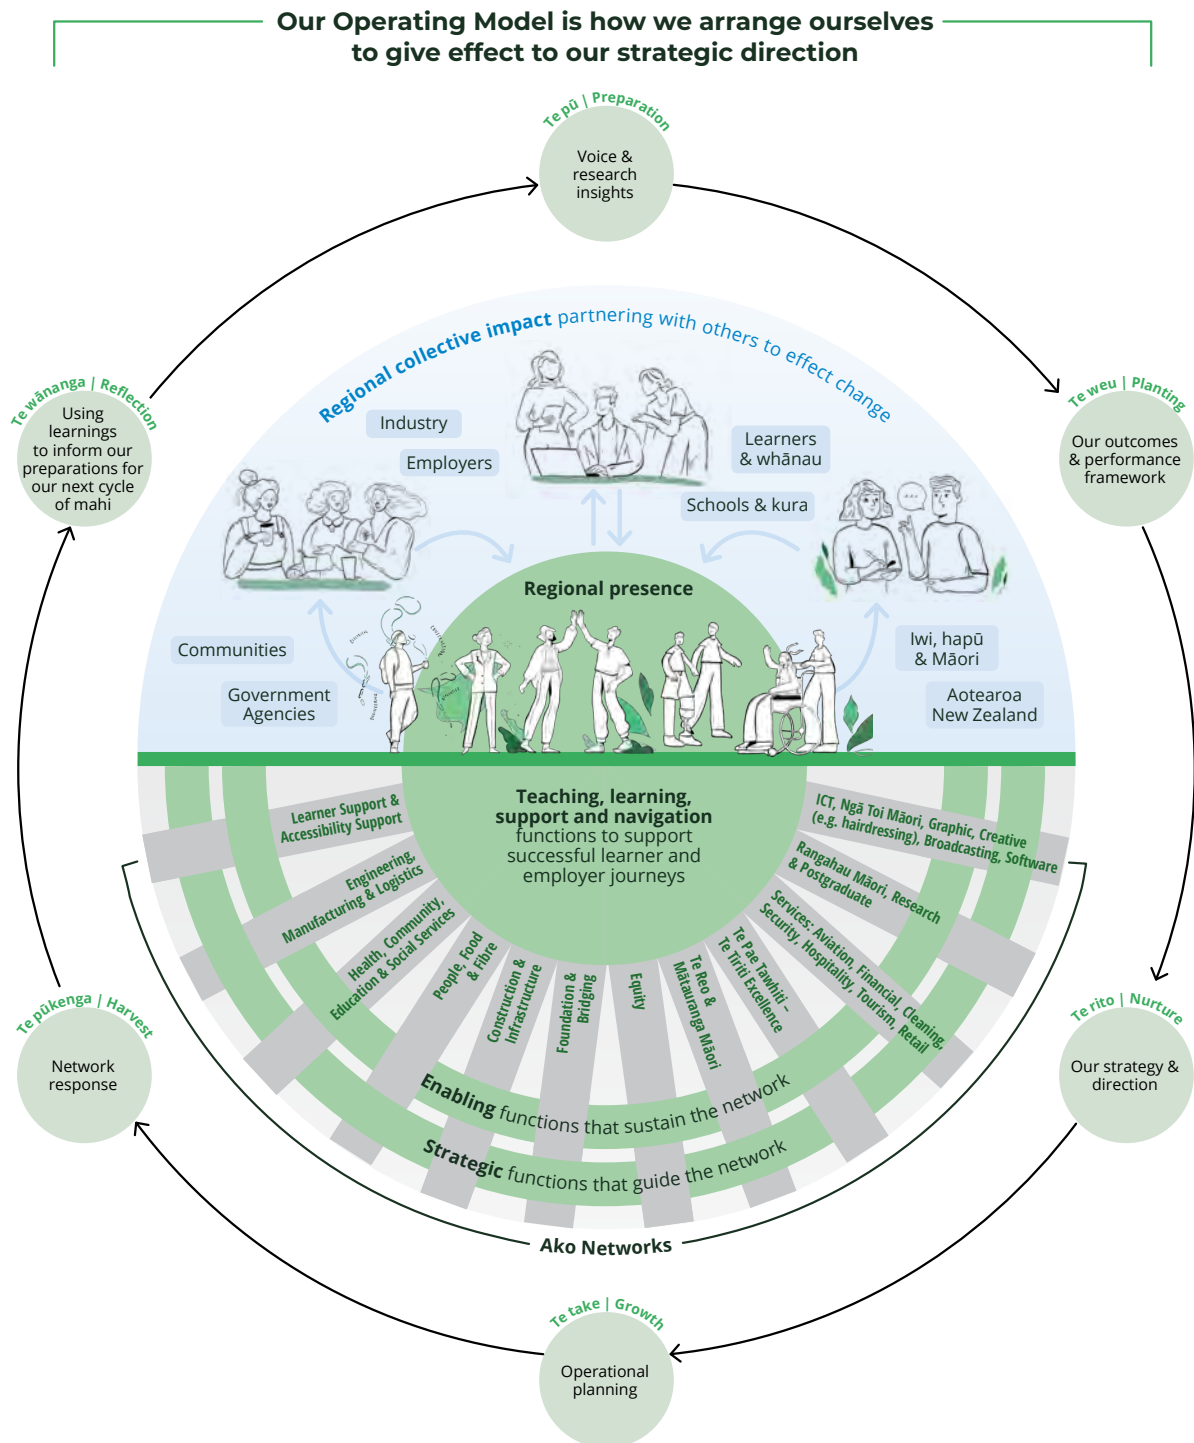 Our Operating Model is how we arrange ourselves
to give effect to our strategic direction
Te pū | Preparation
Voice &
research
insights
Te weu | Planting
Our outcomes
& performance
framework
Te rito | Nurture
Our strategy &
direction
Te take | Growth
Operational
planning
Te pūkenga | Harvest
Network
response
Te wānanga | Reflection
Using
learnings
to inform our
preparations for
our next cycle
of mahi
Regional collective impact partnering with others to effect change
Industry
Employers
Learners
& whānau
Schools & kura
Communities
Government
Agencies
Iwi, hapū
& Māori
Aotearoa
New Zealand
Regional presence
Teaching, learning,
support and navigation
functions to support
successful learner and
employer journeys
Learner Support &
Accessibility Support
Engineering,
Manufacturing & Logistics
Health, Community,
Education & Social Services
People, Food
& Fibre
Construction &
Infrastructure
Foundation &
Bridging
Equity
Te Reo &
Mātauranga Māori
Te Pae Tawhiti –
Te Tiriti Excellence
Services: Aviation, Financial, Cleaning,
Security, Hospitality, Tourism, Retail
Rangahau Māori, Research
& Postgraduate
ICT, Ngā Toi Māori, Graphic, Creative
(e.g. hairdressing), Broadcasting, Software
Enabling functions that sustain the network
Strategic functions that guide the network
Ako Networks